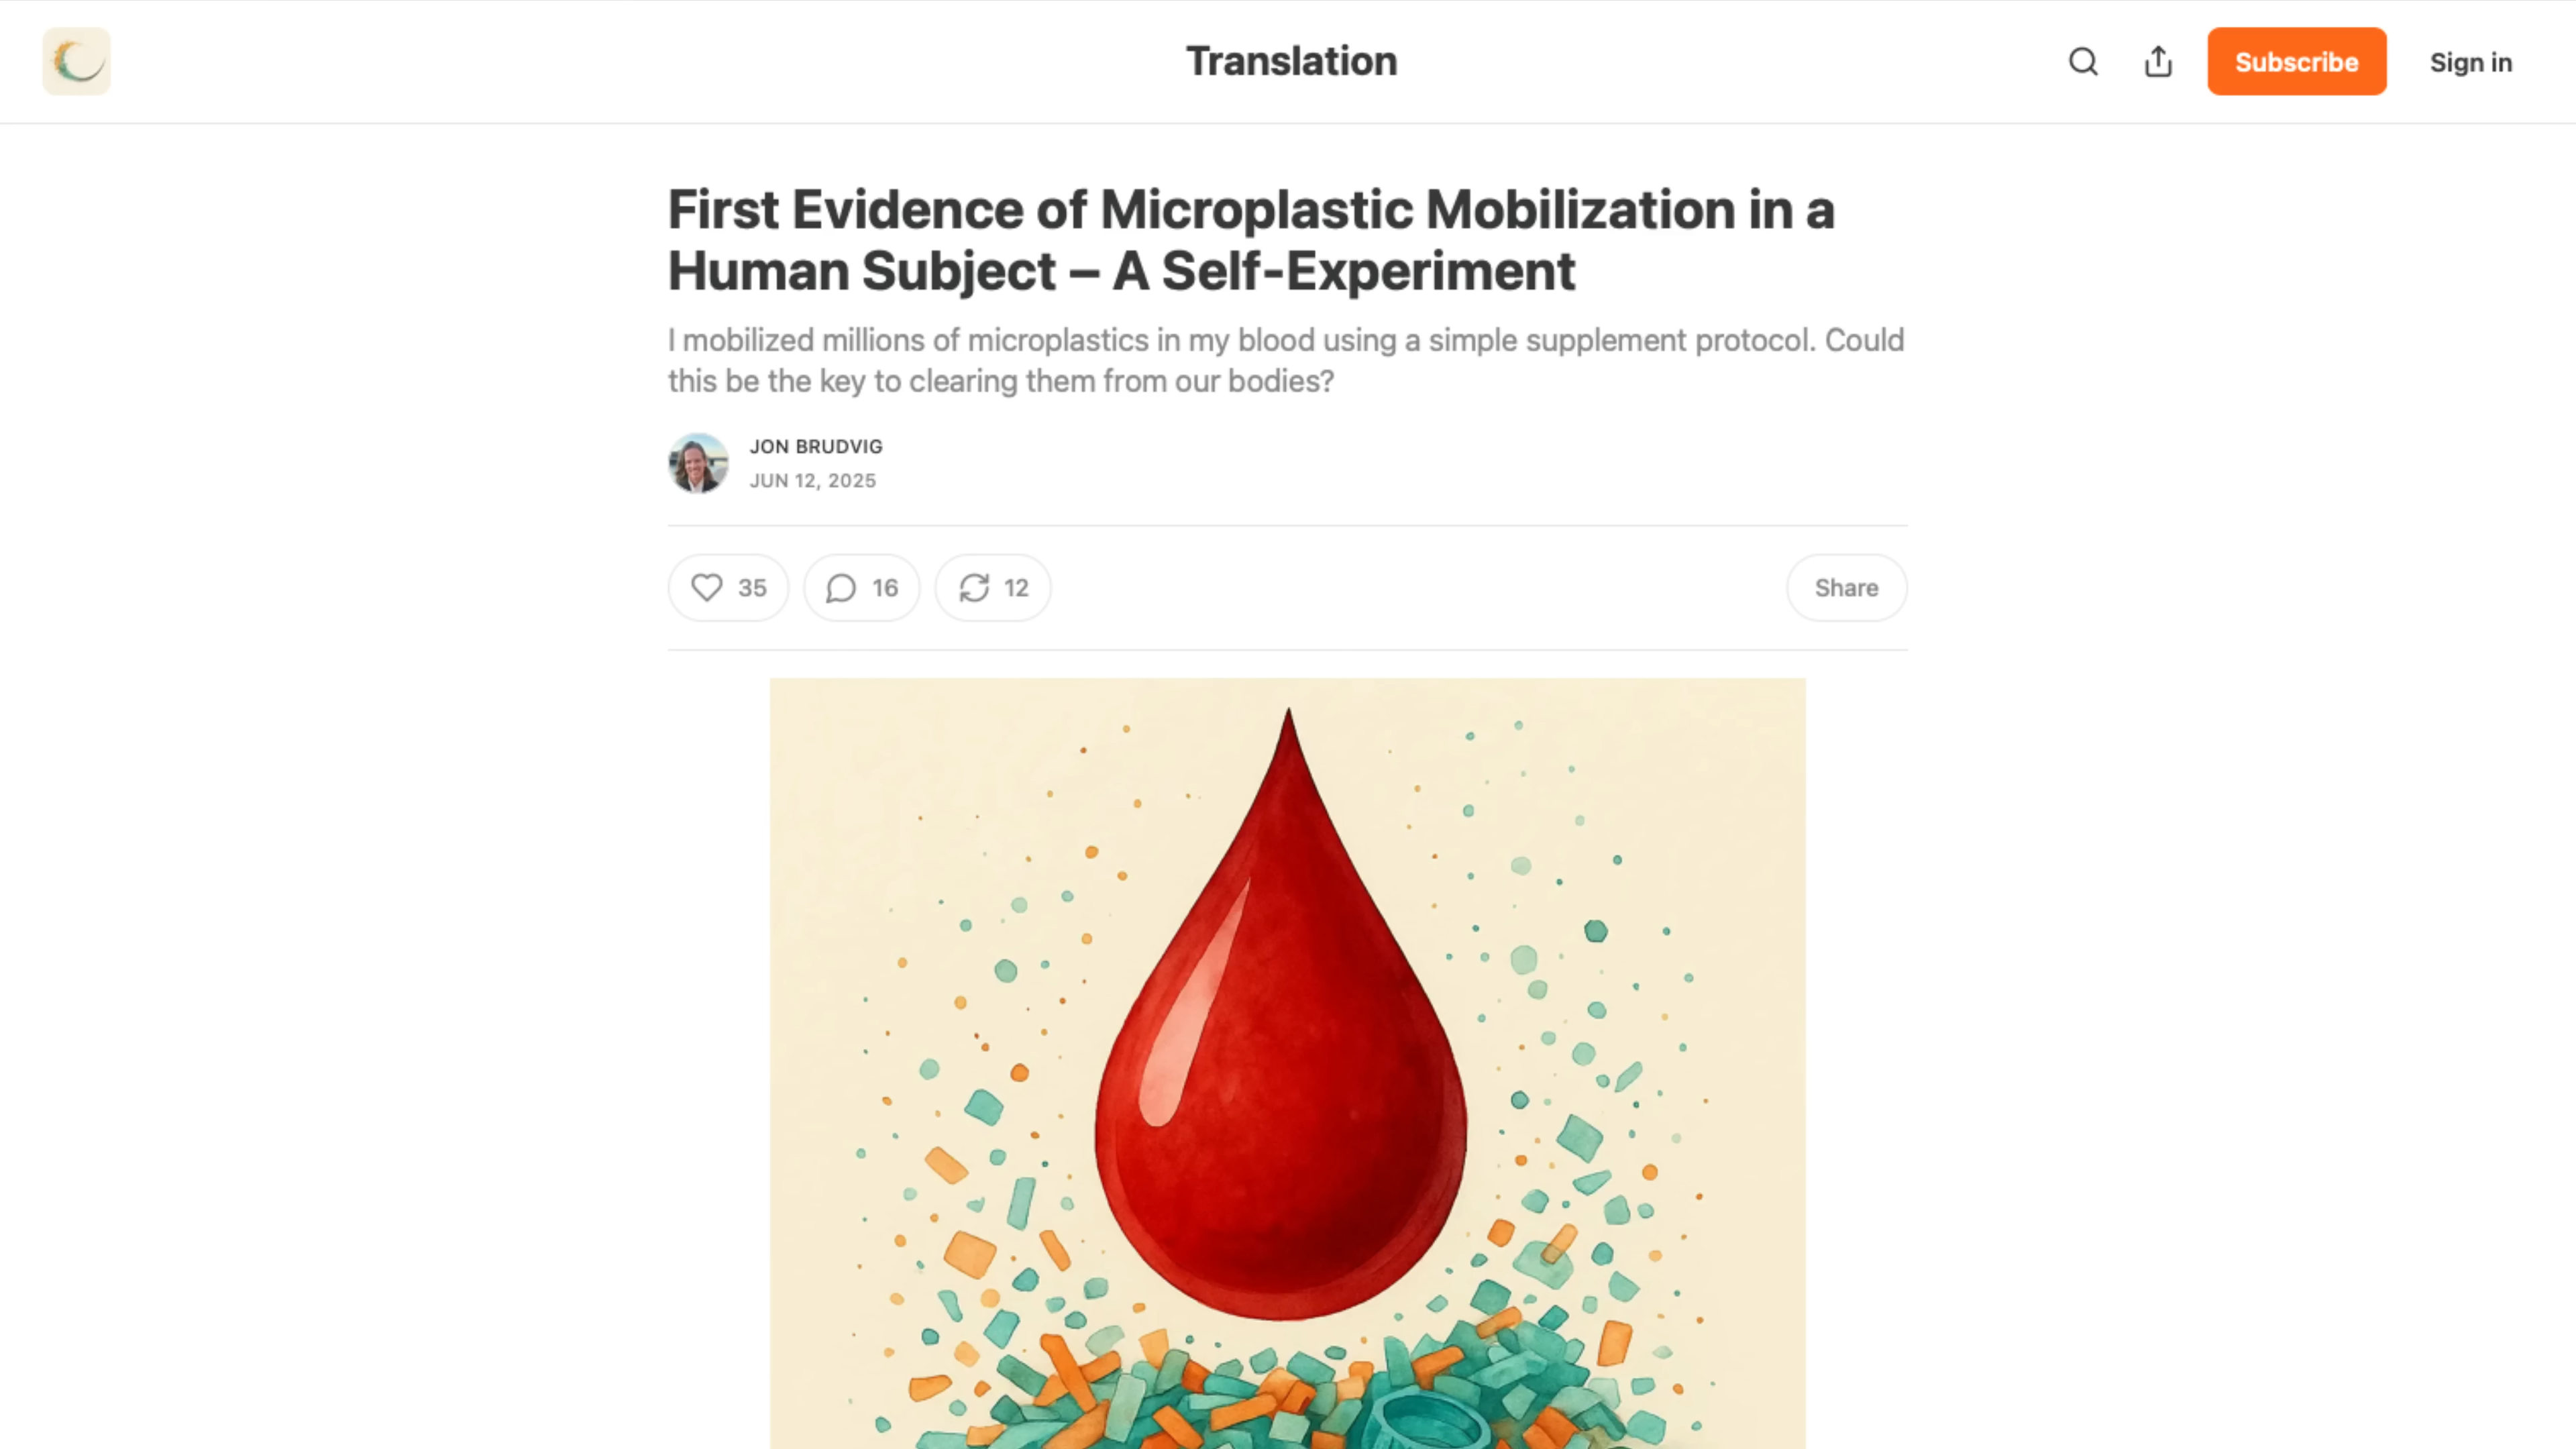 Translation
Subscribe
Sign in
First Evidence of Microplastic Mobilization in a
Human Subject – A Self-Experiment
I mobilized millions of microplastics in my blood using a simple supplement protocol. Could
this be the key to clearing them from our bodies?
JON BRUDVIG
JUN 12, 2025
35
16
12
Share